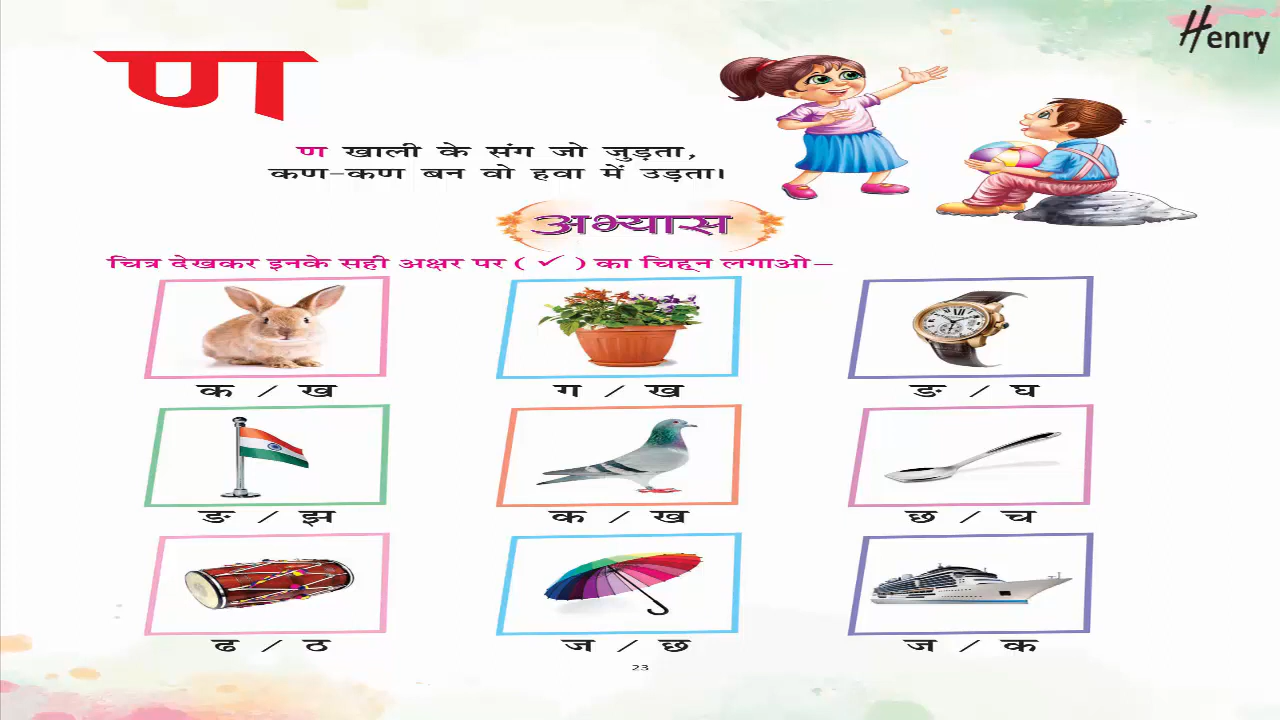 Henry
ण
ण खाली के संग जो जुड़ता,
कण-कण बन वो हवा में उड़ता।
अभ्यास
चित्र देखकर इनके सही अक्षर पर ( ✓ ) का चिह्न लगाओ–
क / ख
ग / ख
ङ / घ
ङ / झ
क / ख
छ / च
ढ / ठ
ज / छ
ज / क
23